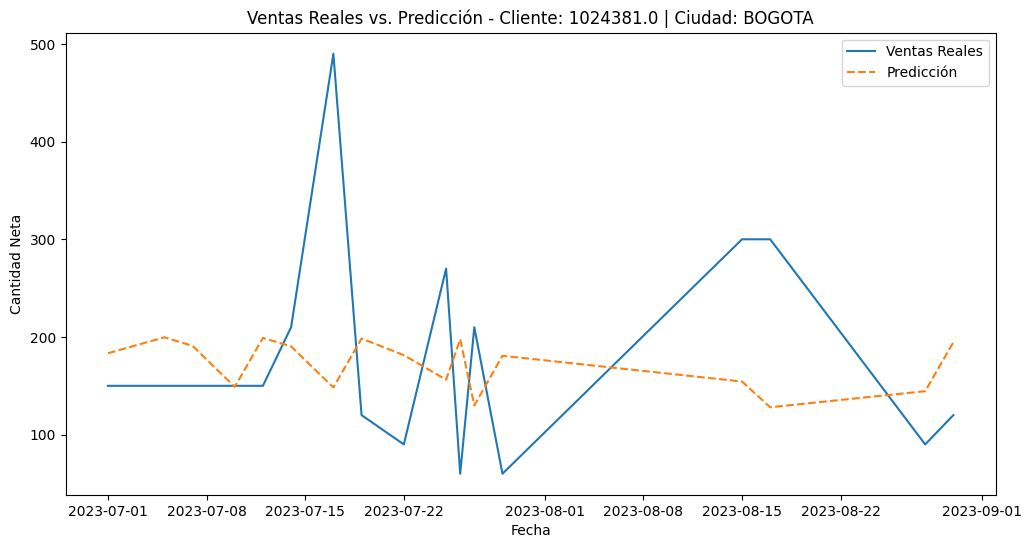 Ventas Reales vs. Predicción - Cliente: 1024381.0 | Ciudad: BOGOTA
Ventas Reales
Predicción
500
400
300
200
100
Cantidad Neta
2023-07-01 2023-07-08 2023-07-15 2023-07-22 2023-08-01 2023-08-08 2023-08-15 2023-08-22 2023-09-01
Fecha